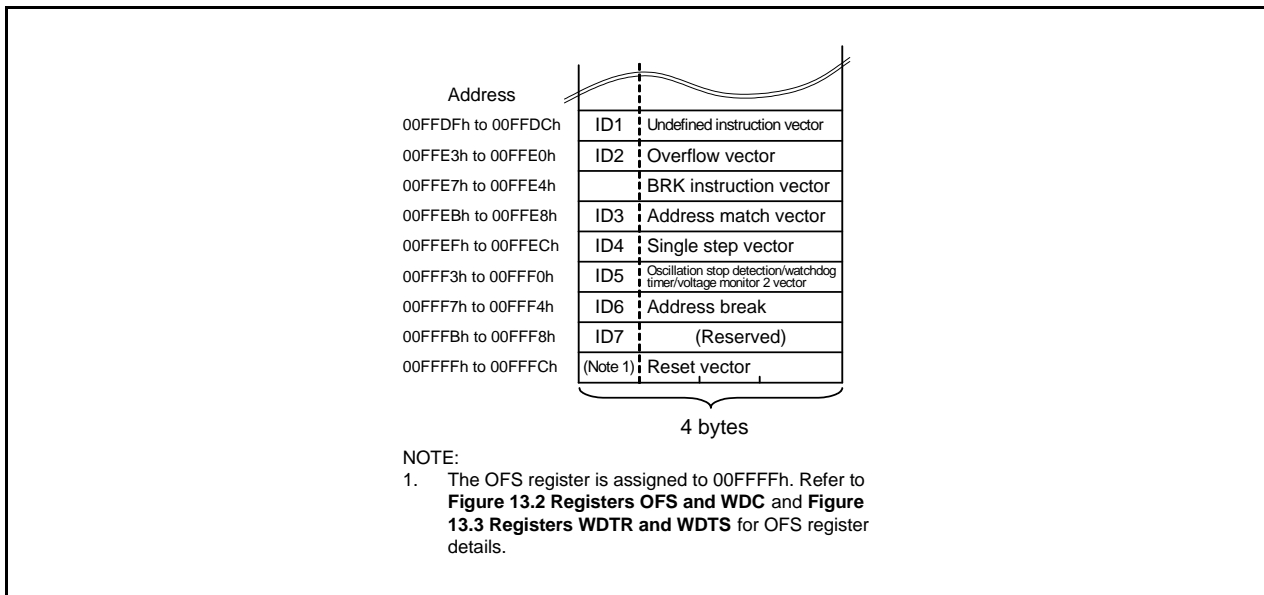 Address
00FFDFh to 00FFDCh ID1 Undefined instruction vector
00FFE3h to 00FFE0h ID2 Overflow vector
00FFE7h to 00FFE4h BRK instruction vector
00FFEBh to 00FFE8h ID3 Address match vector
00FFEFh to 00FFECh ID4 Single step vector
00FFF3h to 00FFF0h ID5 Oscillation stop detection/watchdog
timer/voltage monitor 2 vector
00FFF7h to 00FFF4h ID6 Address break
00FFFBh to 00FFF8h ID7 (Reserved)
00FFFFh to 00FFFCh (Note 1) Reset vector
4 bytes
NOTE:
1. The OFS register is assigned to 00FFFFh. Refer to
Figure 13.2 Registers OFS and WDC and Figure
13.3 Registers WDTR and WDTS for OFS register
details.